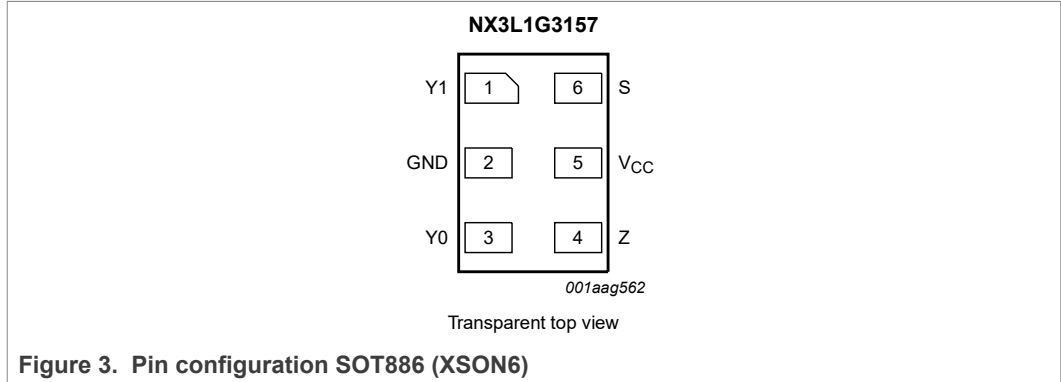 NX3L1G3157
Y1 1 6 S
GND 2 5 VCC
Y0 3 4 Z
001aag562
Transparent top view
Figure 3. Pin configuration SOT886 (XSON6)